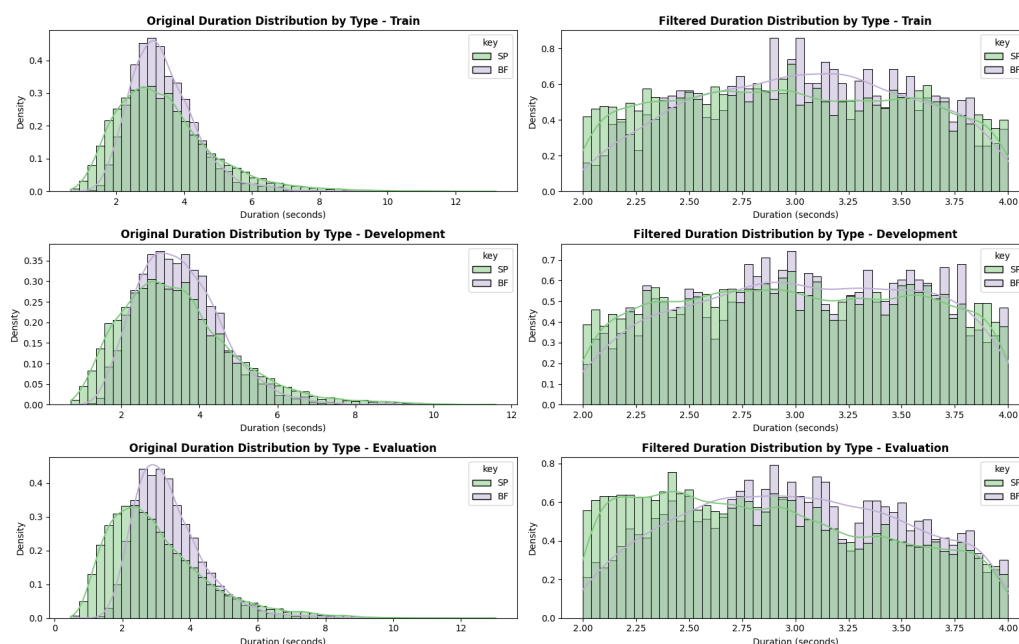 Original Duration Distribution by Type - Train
key
SP
BF
Density
0.4
0.3
0.2
0.1
0.0
2 4 6 8 10 12
Duration (seconds)
Filtered Duration Distribution by Type - Train
key
SP
BF
Density
0.8
0.6
0.4
0.2
0.0
2.00 2.25 2.50 2.75 3.00 3.25 3.50 3.75 4.00
Duration (seconds)
Original Duration Distribution by Type - Development
key
SP
BF
Density
0.35
0.30
0.25
0.20
0.15
0.10
0.05
0.00
2 4 6 8 10 12
Duration (seconds)
Filtered Duration Distribution by Type - Development
key
SP
BF
Density
0.7
0.6
0.5
0.4
0.3
0.2
0.1
0.0
2.00 2.25 2.50 2.75 3.00 3.25 3.50 3.75 4.00
Duration (seconds)
Original Duration Distribution by Type - Evaluation
key
SP
BF
Density
0.4
0.3
0.2
0.1
0.0
0 2 4 6 8 10 12
Duration (seconds)
Filtered Duration Distribution by Type - Evaluation
key
SP
BF
Density
0.8
0.6
0.4
0.2
0.0
2.00 2.25 2.50 2.75 3.00 3.25 3.50 3.75 4.00
Duration (seconds)